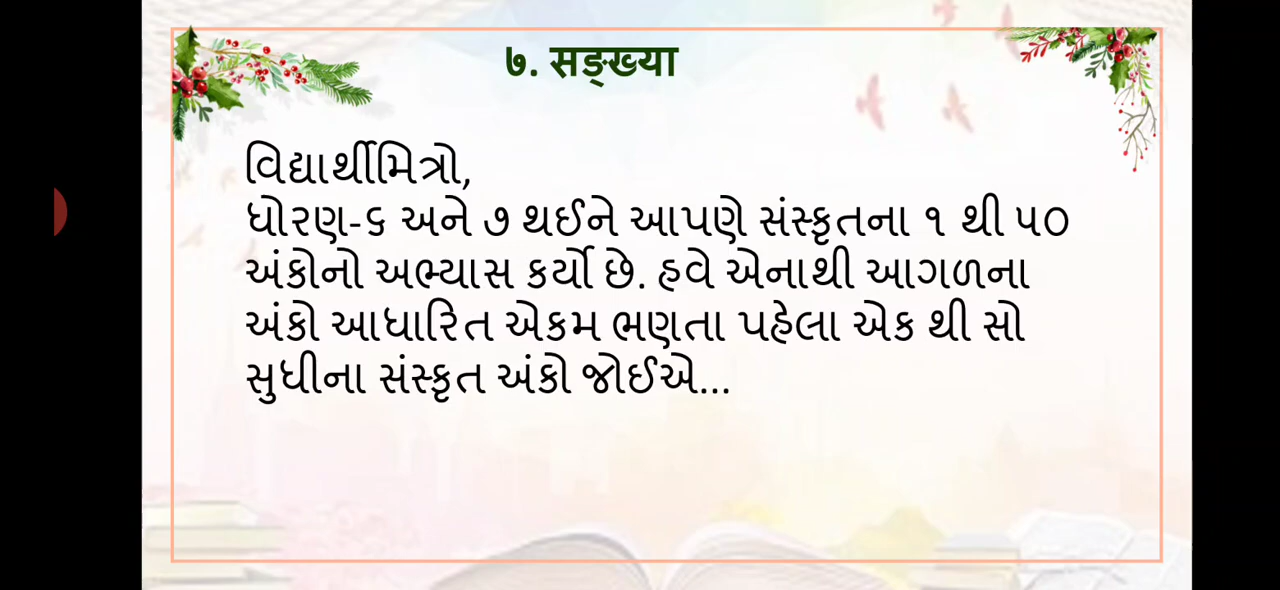 ૭. सङ्ख्या
વિદ્યાર્થીમિત્રો,
ધોરણ-૬ અને ૭ થઈને આપણે સંસ્કૃતના ૧ થી ૫૦
અંકોનો અભ્યાસ કર્યો છે. હવે એનાથી આગળના
અંકો આધારિત એકમ ભણતા પહેલા એક થી સો
સુધીના સંસ્કૃત અંકો જોઈએ...